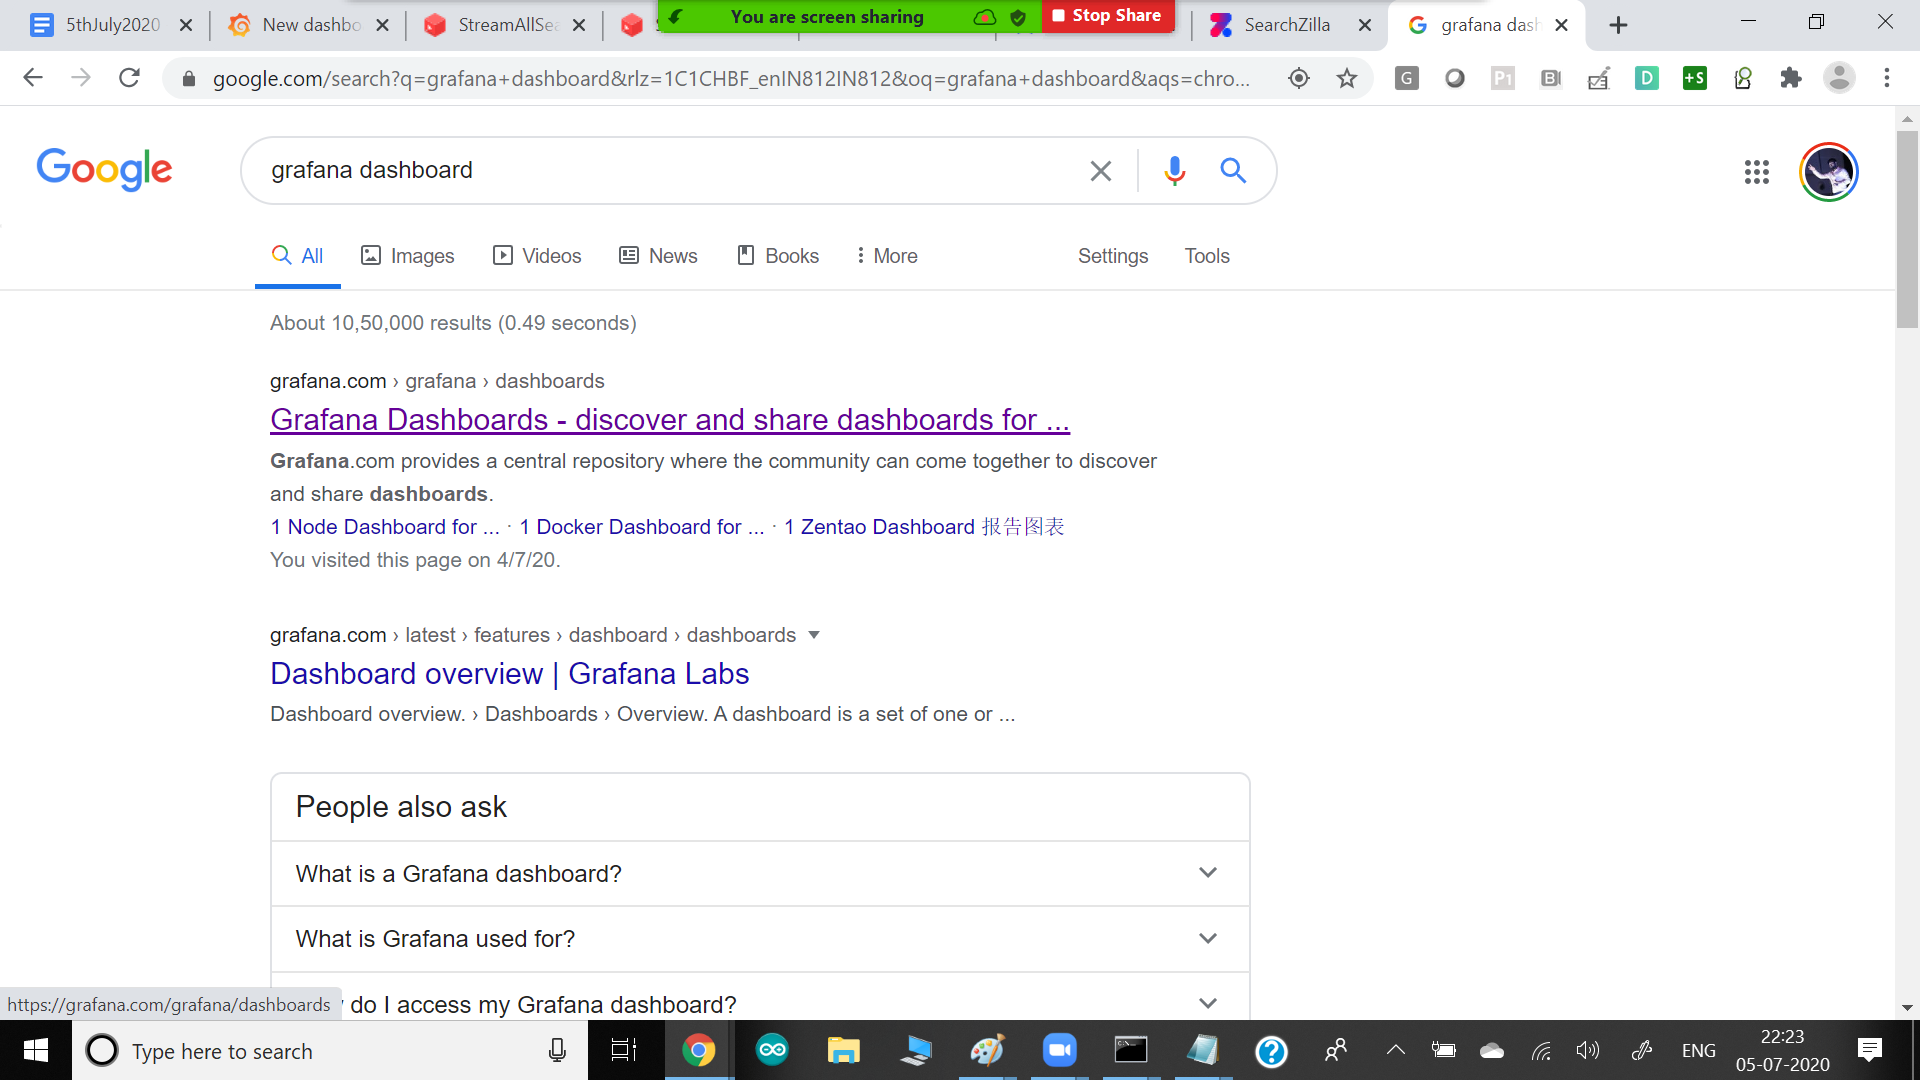 5thJuly2020
New dashbo
StreamAllSea
You are screen sharing
Stop Share
SearchZilla
grafana dash
google.com/search?q=grafana+dashboard&rlz=1C1CHBF_enIN812IN812&oq=grafana+dashboard&aqs=chro...
Google
grafana dashboard
All
Images
Videos
News
Books
More
Settings
Tools
About 10,50,000 results (0.49 seconds)
grafana.com › grafana › dashboards
Grafana Dashboards - discover and share dashboards for ...
Grafana.com provides a central repository where the community can come together to discover
and share dashboards.
1 Node Dashboard for ... · 1 Docker Dashboard for ... · 1 Zentao Dashboard 报告图表
You visited this page on 4/7/20.
grafana.com › latest › features › dashboard › dashboards
Dashboard overview | Grafana Labs
Dashboard overview. › Dashboards › Overview. A dashboard is a set of one or ...
People also ask
What is a Grafana dashboard?
What is Grafana used for?
do I access my Grafana dashboard?
https://grafana.com/grafana/dashboards
Type here to search
ENG
22:23
05-07-2020